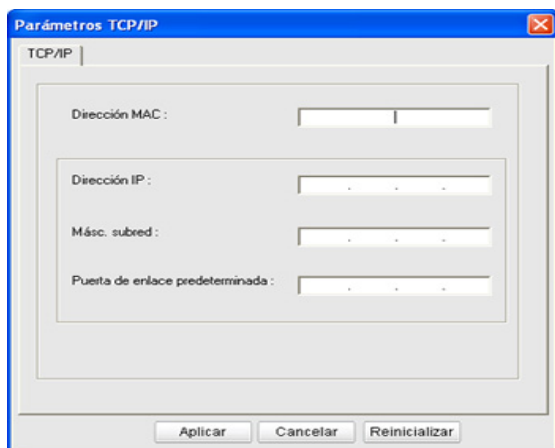 Parámetros TCP/IP
TCP/IP
Dirección MAC :
Dirección IP :
Másc. subred :
Puerta de enlace predeterminada :
Aplicar Cancelar Reinicializar